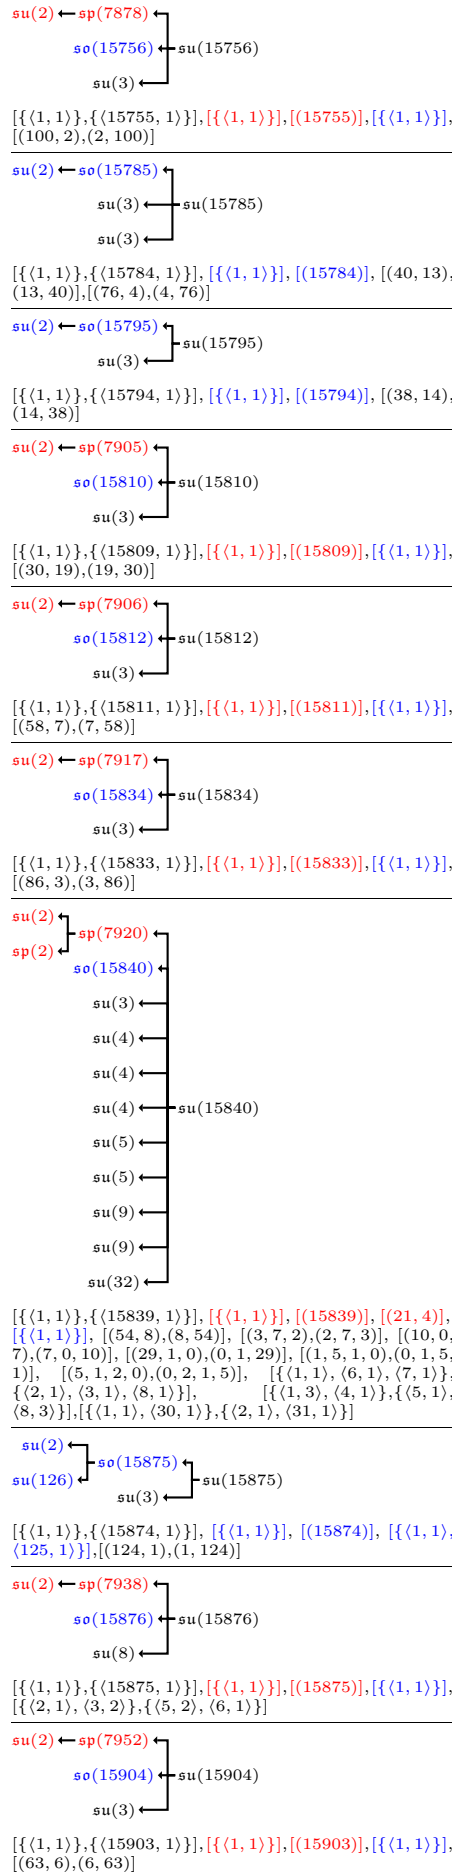 𝔰𝔲(2) 𝔰𝔭(7878)
𝔰𝔬(15756) 𝔰𝔲(15756)
𝔰𝔲(3)
[{⟨1, 1⟩},{⟨15755, 1⟩}],[{⟨1, 1⟩}],[(15755)],[{⟨1, 1⟩}],
[(100, 2),(2, 100)]
𝔰𝔲(2) 𝔰𝔬(15785)
𝔰𝔲(3) 𝔰𝔲(15785)
𝔰𝔲(3)
[{⟨1, 1⟩},{⟨15784, 1⟩}], [{⟨1, 1⟩}], [(15784)], [(40, 13),
(13, 40)],[(76, 4),(4, 76)]
𝔰𝔲(2) 𝔰𝔬(15795)
𝔰𝔲(15795)
𝔰𝔲(3)
[{⟨1, 1⟩},{⟨15794, 1⟩}], [{⟨1, 1⟩}], [(15794)], [(38, 14),
(14, 38)]
𝔰𝔲(2) 𝔰𝔭(7905)
𝔰𝔬(15810) 𝔰𝔲(15810)
𝔰𝔲(3)
[{⟨1, 1⟩},{⟨15809, 1⟩}],[{⟨1, 1⟩}],[(15809)],[{⟨1, 1⟩}],
[(30, 19),(19, 30)]
𝔰𝔲(2) 𝔰𝔭(7906)
𝔰𝔬(15812) 𝔰𝔲(15812)
𝔰𝔲(3)
[{⟨1, 1⟩},{⟨15811, 1⟩}],[{⟨1, 1⟩}],[(15811)],[{⟨1, 1⟩}],
[(58, 7),(7, 58)]
𝔰𝔲(2) 𝔰𝔭(7917)
𝔰𝔬(15834) 𝔰𝔲(15834)
𝔰𝔲(3)
[{⟨1, 1⟩},{⟨15833, 1⟩}],[{⟨1, 1⟩}],[(15833)],[{⟨1, 1⟩}],
[(86, 3),(3, 86)]
𝔰𝔲(2)
𝔰𝔭(7920)
𝔰𝔭(2)
𝔰𝔬(15840)
𝔰𝔲(3)
𝔰𝔲(4)
𝔰𝔲(4)
𝔰𝔲(4) 𝔰𝔲(15840)
𝔰𝔲(5)
𝔰𝔲(5)
𝔰𝔲(9)
𝔰𝔲(9)
𝔰𝔲(32)
[{⟨1, 1⟩},{⟨15839, 1⟩}], [{⟨1, 1⟩}], [(15839)], [(21, 4)],
[{⟨1, 1⟩}], [(54, 8),(8, 54)], [(3, 7, 2),(2, 7, 3)], [(10, 0,
7),(7, 0, 10)], [(29, 1, 0),(0, 1, 29)], [(1, 5, 1, 0),(0, 1, 5,
1)], [(5, 1, 2, 0),(0, 2, 1, 5)], [{⟨1, 1⟩, ⟨6, 1⟩, ⟨7, 1⟩},
{⟨2, 1⟩, ⟨3, 1⟩, ⟨8, 1⟩}], [{⟨1, 3⟩, ⟨4, 1⟩},{⟨5, 1⟩,
⟨8, 3⟩}],[{⟨1, 1⟩, ⟨30, 1⟩},{⟨2, 1⟩, ⟨31, 1⟩}]
𝔰𝔲(2)
𝔰𝔬(15875)
𝔰𝔲(126) 𝔰𝔲(15875)
𝔰𝔲(3)
[{⟨1, 1⟩},{⟨15874, 1⟩}], [{⟨1, 1⟩}], [(15874)], [{⟨1, 1⟩,
⟨125, 1⟩}],[(124, 1),(1, 124)]
𝔰𝔲(2) 𝔰𝔭(7938)
𝔰𝔬(15876) 𝔰𝔲(15876)
𝔰𝔲(8)
[{⟨1, 1⟩},{⟨15875, 1⟩}],[{⟨1, 1⟩}],[(15875)],[{⟨1, 1⟩}],
[{⟨2, 1⟩, ⟨3, 2⟩},{⟨5, 2⟩, ⟨6, 1⟩}]
𝔰𝔲(2) 𝔰𝔭(7952)
𝔰𝔬(15904) 𝔰𝔲(15904)
𝔰𝔲(3)
[{⟨1, 1⟩},{⟨15903, 1⟩}],[{⟨1, 1⟩}],[(15903)],[{⟨1, 1⟩}],
[(63, 6),(6, 63)]